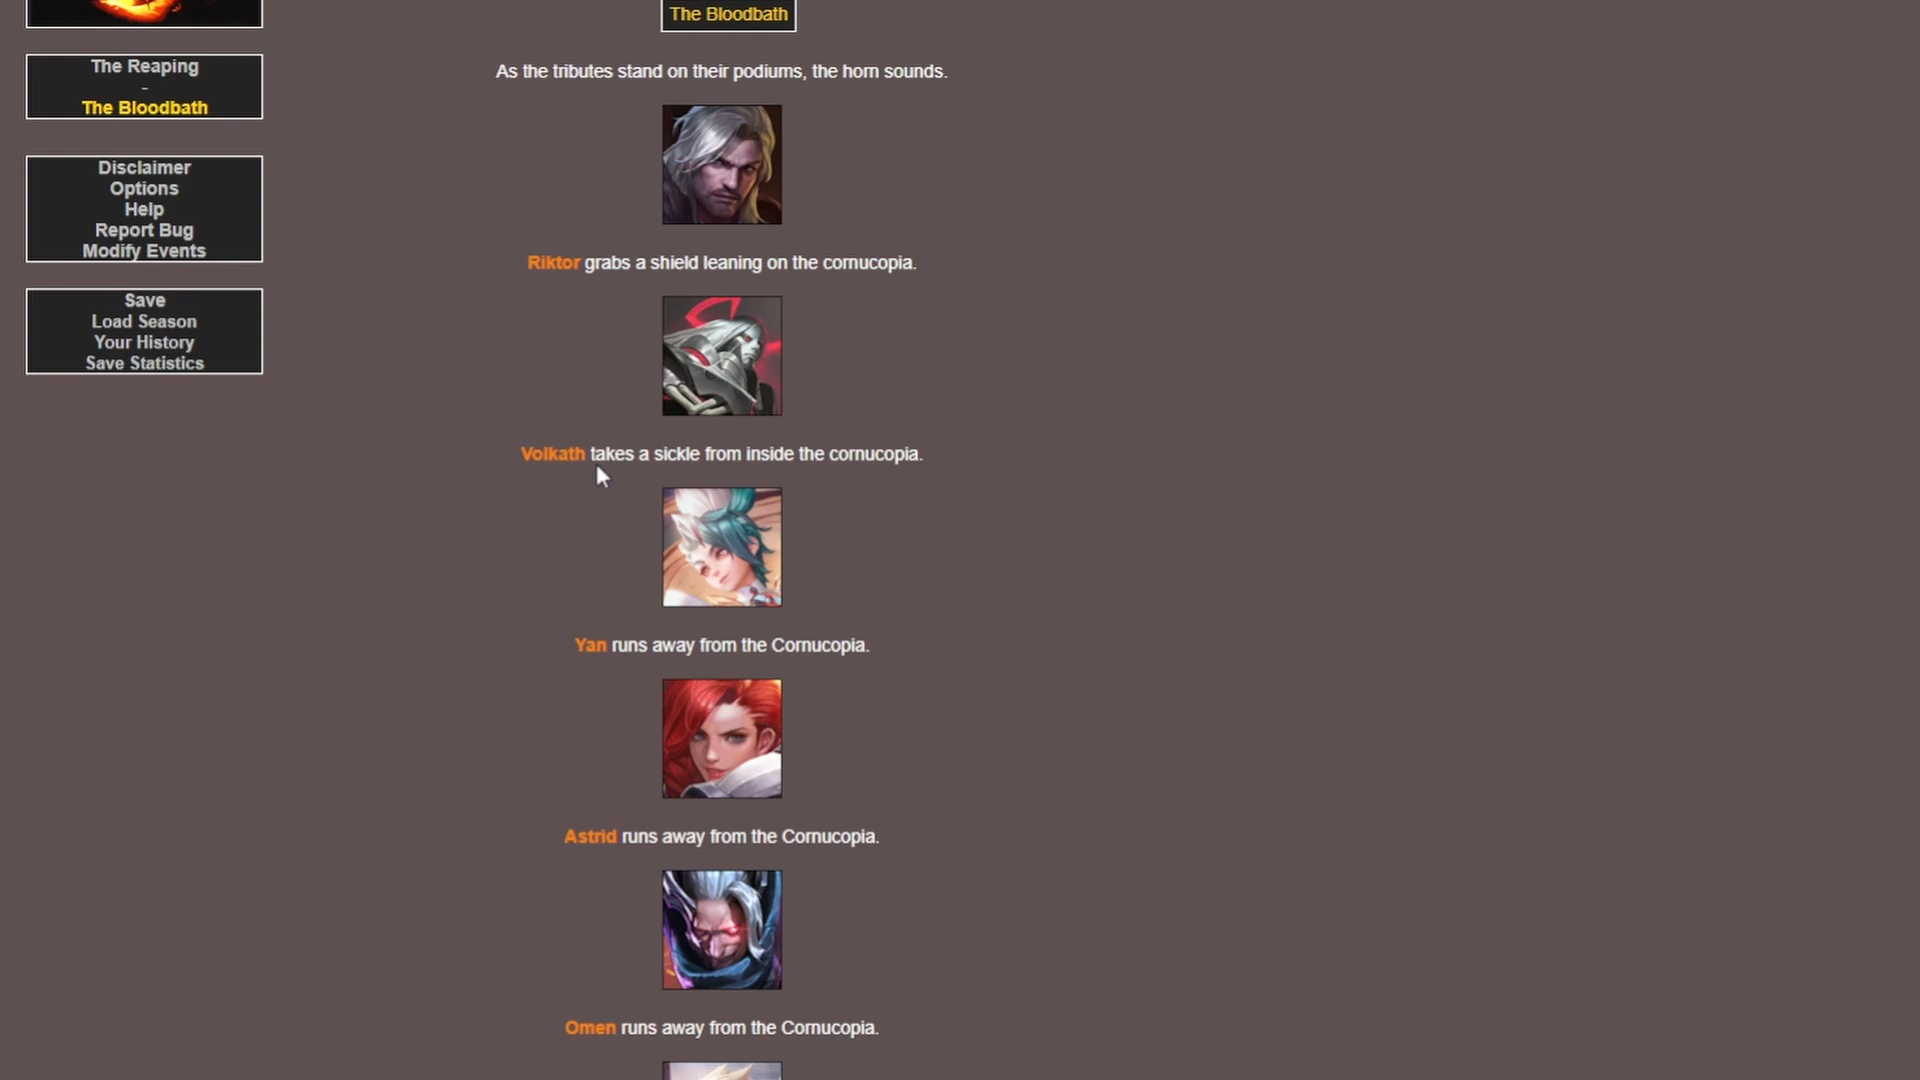 The Reaping
-
The Bloodbath
Disclaimer
Options
Help
Report Bug
Modify Events
Save
Load Season
Your History
Save Statistics
The Bloodbath
As the tributes stand on their podiums, the horn sounds.
Riktor grabs a shield leaning on the cornucopia.
Volkath takes a sickle from inside the cornucopia.
Yan runs away from the Cornucopia.
Astrid runs away from the Cornucopia.
Omen runs away from the Cornucopia.